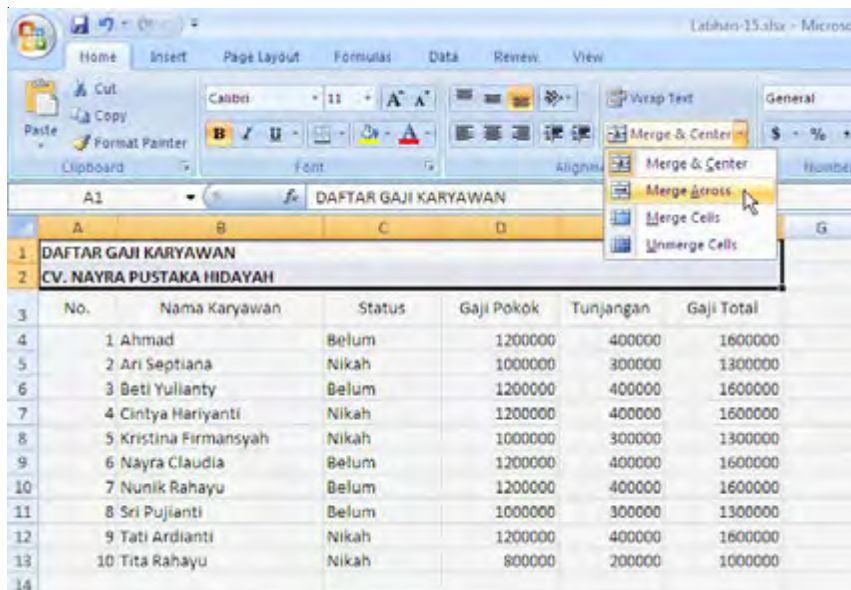 Latihan-15.xlsx - Microso
Home Insert Page Layout Formulas Data Review View
Cut
Copy
Paste
Format Painter
Clipboard
Calibri 11 A A
B I U A
Font
Wrap Text
Merge & Center
Alignm
General
$ %
Number
Merge & Center
Merge Across
Merge Cells
Unmerge Cells
A1 fx DAFTAR GAJI KARYAWAN
A B C D G
1 DAFTAR GAJI KARYAWAN
2 CV. NAYRA PUSTAKA HIDAYAH
3 No. Nama Karyawan Status Gaji Pokok Tunjangan Gaji Total
4 1 Ahmad Belum 1200000 400000 1600000
5 2 Ari Septiana Nikah 1000000 300000 1300000
6 3 Beti Yulianty Belum 1200000 400000 1600000
7 4 Cintya Hariyanti Nikah 1200000 400000 1600000
8 5 Kristina Firmansyah Nikah 1000000 300000 1300000
9 6 Nayra Claudia Belum 1200000 400000 1600000
10 7 Nunik Rahayu Belum 1200000 400000 1600000
11 8 Sri Pujianti Belum 1000000 300000 1300000
12 9 Tati Ardianti Nikah 1200000 400000 1600000
13 10 Tita Rahayu Nikah 800000 200000 1000000
14